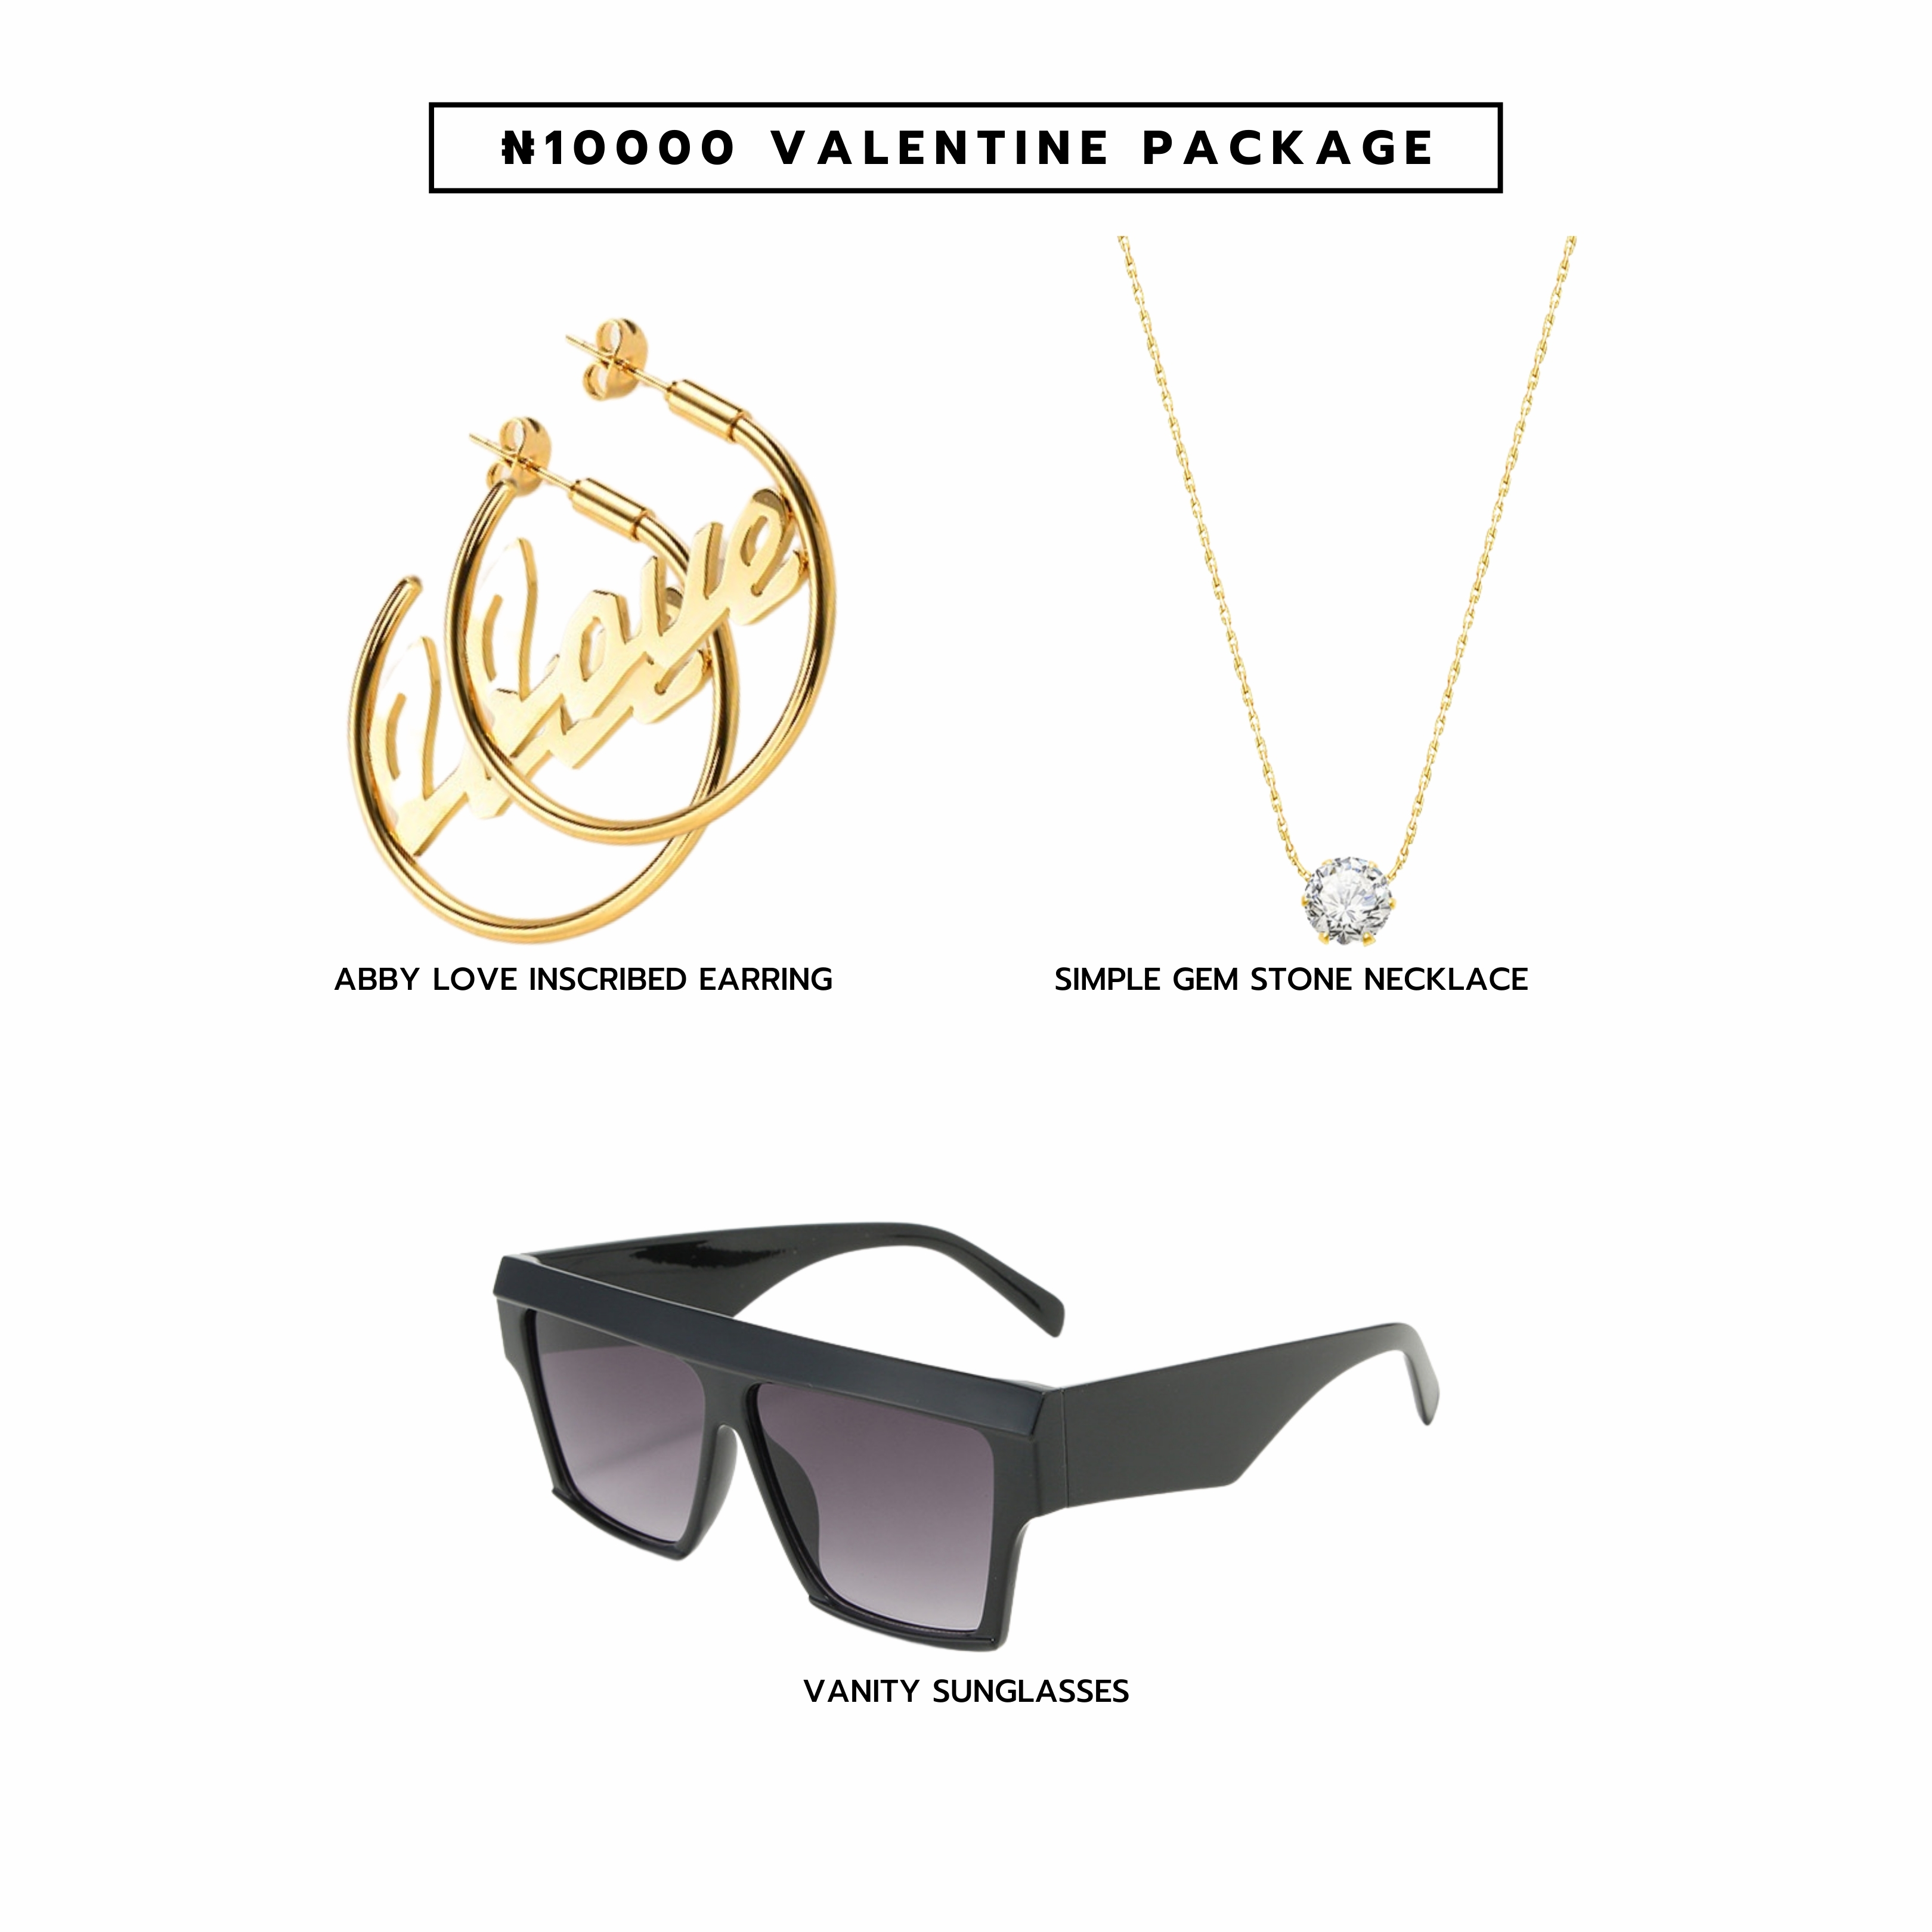 ₦10000 VALENTINE PACKAGE
Love
Love
ABBY LOVE INSCRIBED EARRING
SIMPLE GEM STONE NECKLACE
VANITY SUNGLASSES